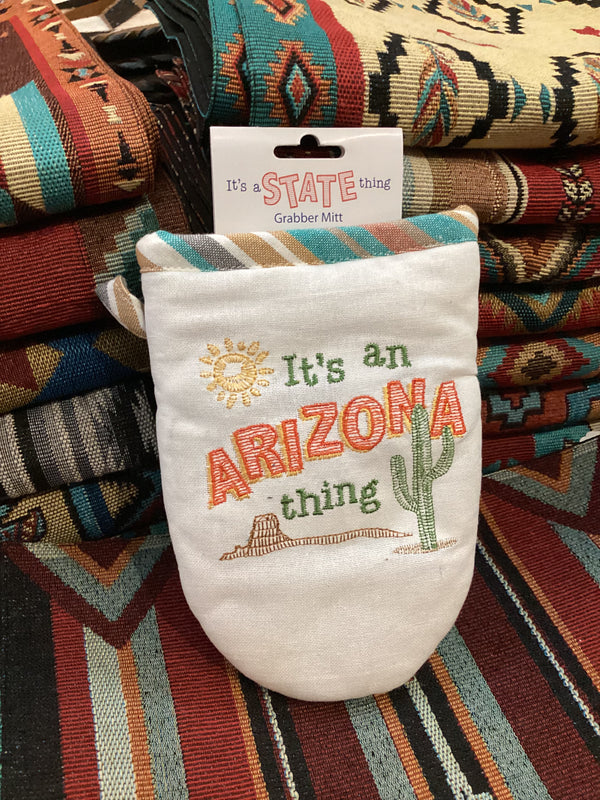 It's a STATE thing
Grabber Mitt
It's an
ARIZONA
thing